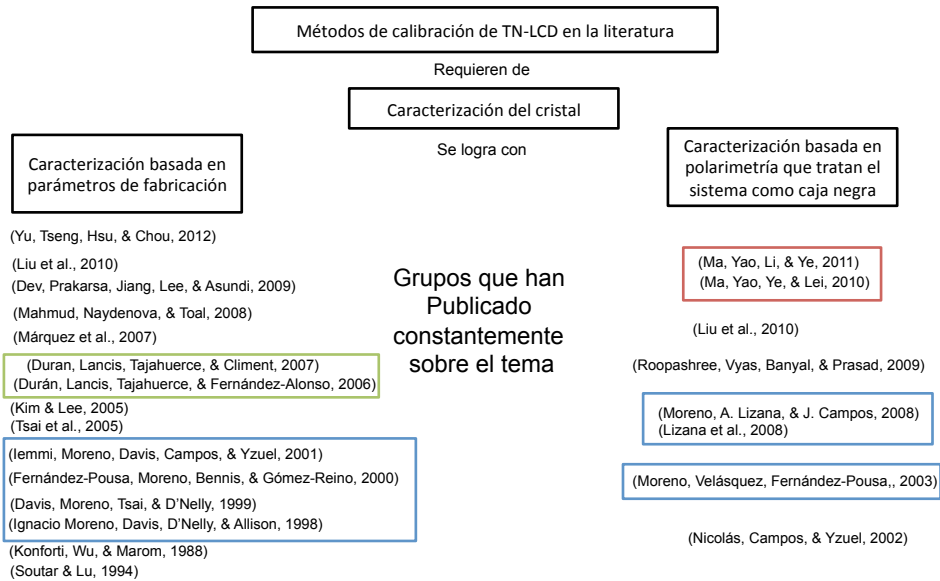 Métodos de calibración de TN-LCD en la literatura
Requieren de
Caracterización del cristal
Se logra con
Caracterización basada en
parámetros de fabricación
(Yu, Tseng, Hsu, & Chou, 2012)
(Liu et al., 2010)
(Dev, Prakarsa, Jiang, Lee, & Asundi, 2009)
(Mahmud, Naydenova, & Toal, 2008)
(Márquez et al., 2007)
(Duran, Lancis, Tajahuerce, & Climent, 2007)
(Durán, Lancis, Tajahuerce, & Fernández-Alonso, 2006)
(Kim & Lee, 2005)
(Tsai et al., 2005)
(Iemmi, Moreno, Davis, Campos, & Yzuel, 2001)
(Fernández-Pousa, Moreno, Bennis, & Gómez-Reino, 2000)
(Davis, Moreno, Tsai, & D'Nelly, 1999)
(Ignacio Moreno, Davis, D'Nelly, & Allison, 1998)
(Konforti, Wu, & Marom, 1988)
(Soutar & Lu, 1994)
Grupos que han
Publicado
constantemente
sobre el tema
Caracterización basada en
polarimetría que tratan el
sistema como caja negra
(Ma, Yao, Li, & Ye, 2011)
(Ma, Yao, Ye, & Lei, 2010)
(Liu et al., 2010)
(Roopashree, Vyas, Banyal, & Prasad, 2009)
(Moreno, A. Lizana, & J. Campos, 2008)
(Lizana et al., 2008)
(Moreno, Velásquez, Fernández-Pousa,, 2003)
(Nicolás, Campos, & Yzuel, 2002)